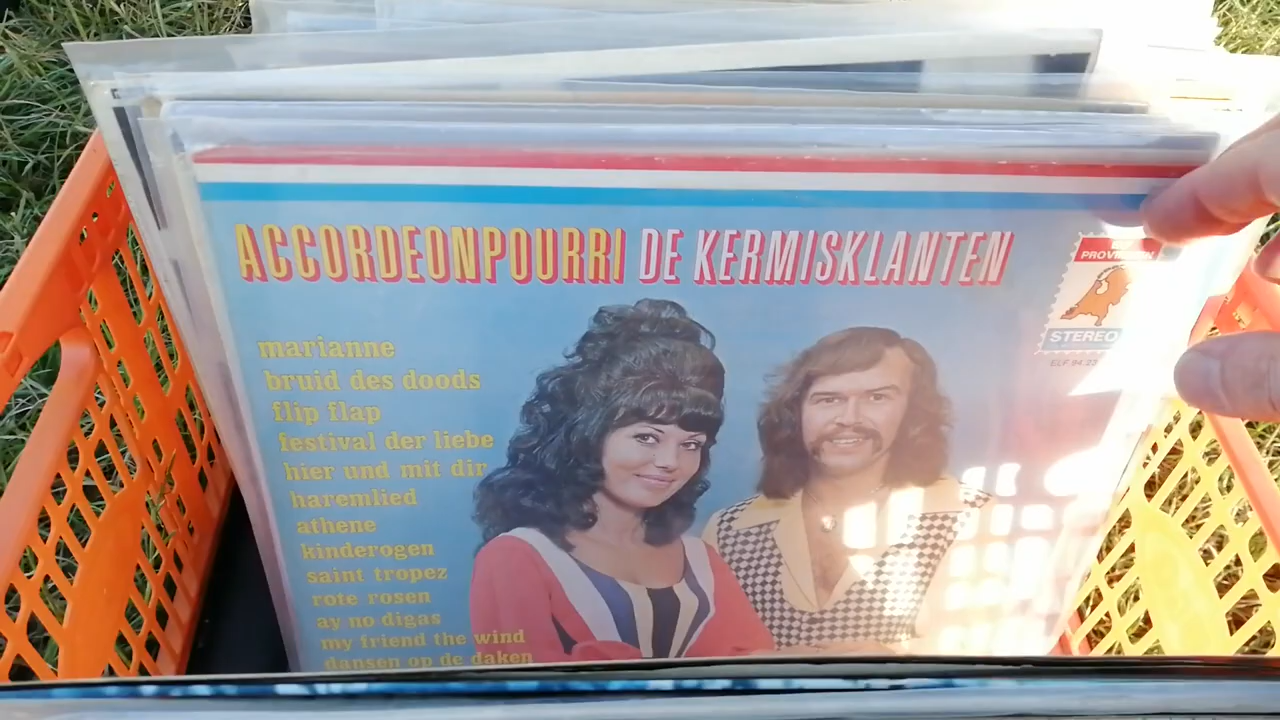 ACCORDEONPOURRI DE KERMISKLANTEN
STEREO
marianne
bruid des doods
flip flap
festival der liebe
hier und mit dir
haremlied
athene
kinderogen
saint tropez
rote rosen
ay no digas
my friend the wind
dansen op de daken